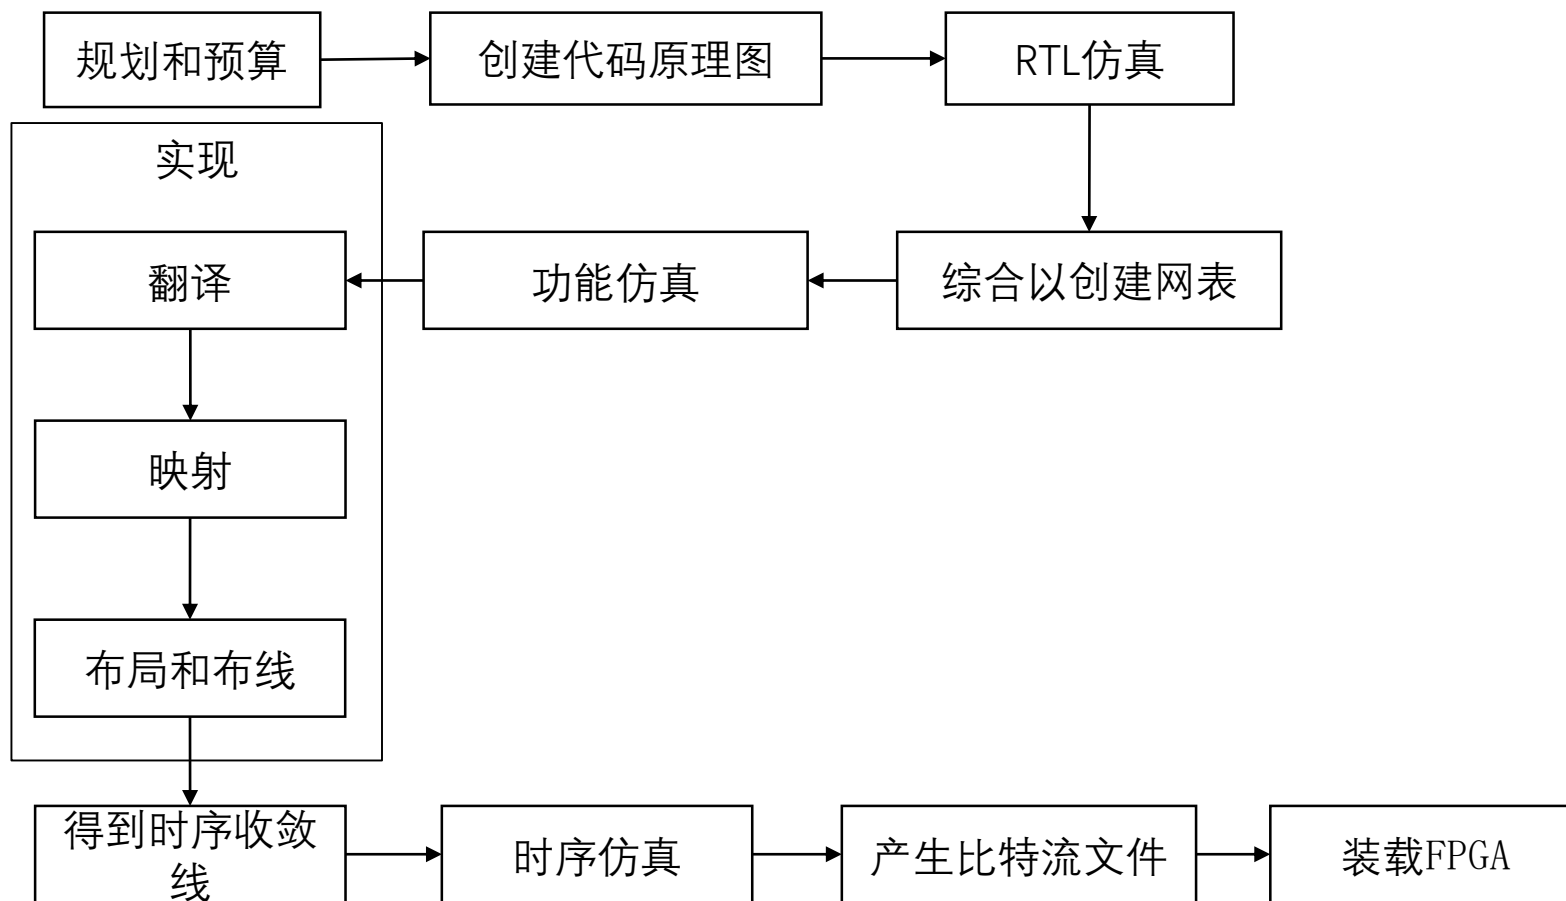 规划和预算
创建代码原理图
RTL仿真
实现
综合以创建网表
功能仿真
翻译
映射
布局和布线
得到时序收敛
线
时序仿真
产生比特流文件
装载FPGA